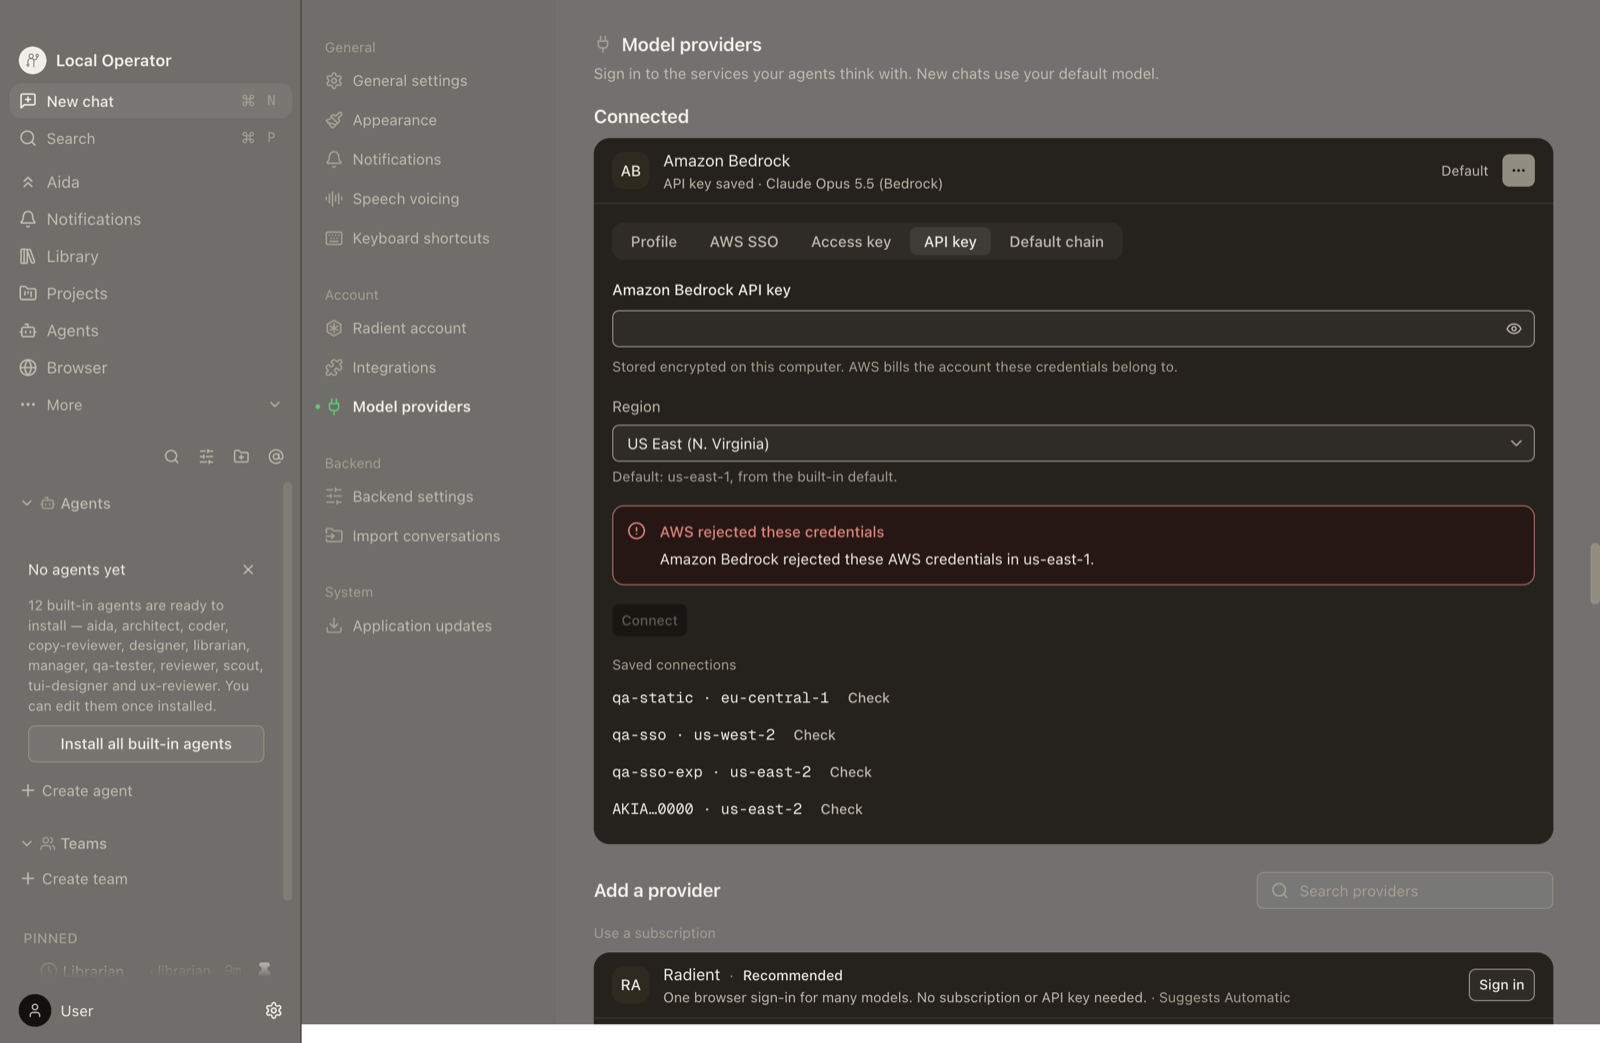 Local Operator
New chat ⌘ N
Search ⌘ P
Aida
Notifications
Library
Projects
Agents
Browser
More
Agents
No agents yet
12 built-in agents are ready to
install — aida, architect, coder,
copy-reviewer, designer, librarian,
manager, qa-tester, reviewer, scout,
tui-designer and ux-reviewer. You
can edit them once installed.
Install all built-in agents
+ Create agent
Teams
+ Create team
PINNED
Librarian · librarian 9m
User
General
General settings
Appearance
Notifications
Speech voicing
Keyboard shortcuts
Account
Radient account
Integrations
Model providers
Backend
Backend settings
Import conversations
System
Application updates
Model providers
Sign in to the services your agents think with. New chats use your default model.
Connected
AB
Amazon Bedrock
API key saved · Claude Opus 5.5 (Bedrock)
Default
Profile AWS SSO Access key API key Default chain
Amazon Bedrock API key
Stored encrypted on this computer. AWS bills the account these credentials belong to.
Region
US East (N. Virginia)
Default: us-east-1, from the built-in default.
AWS rejected these credentials
Amazon Bedrock rejected these AWS credentials in us-east-1.
Connect
Saved connections
qa-static · eu-central-1 Check
qa-sso · us-west-2 Check
qa-sso-exp · us-east-2 Check
AKIA…0000 · us-east-2 Check
Add a provider
Search providers
Use a subscription
RA
Radient · Recommended
One browser sign-in for many models. No subscription or API key needed. · Suggests Automatic
Sign in